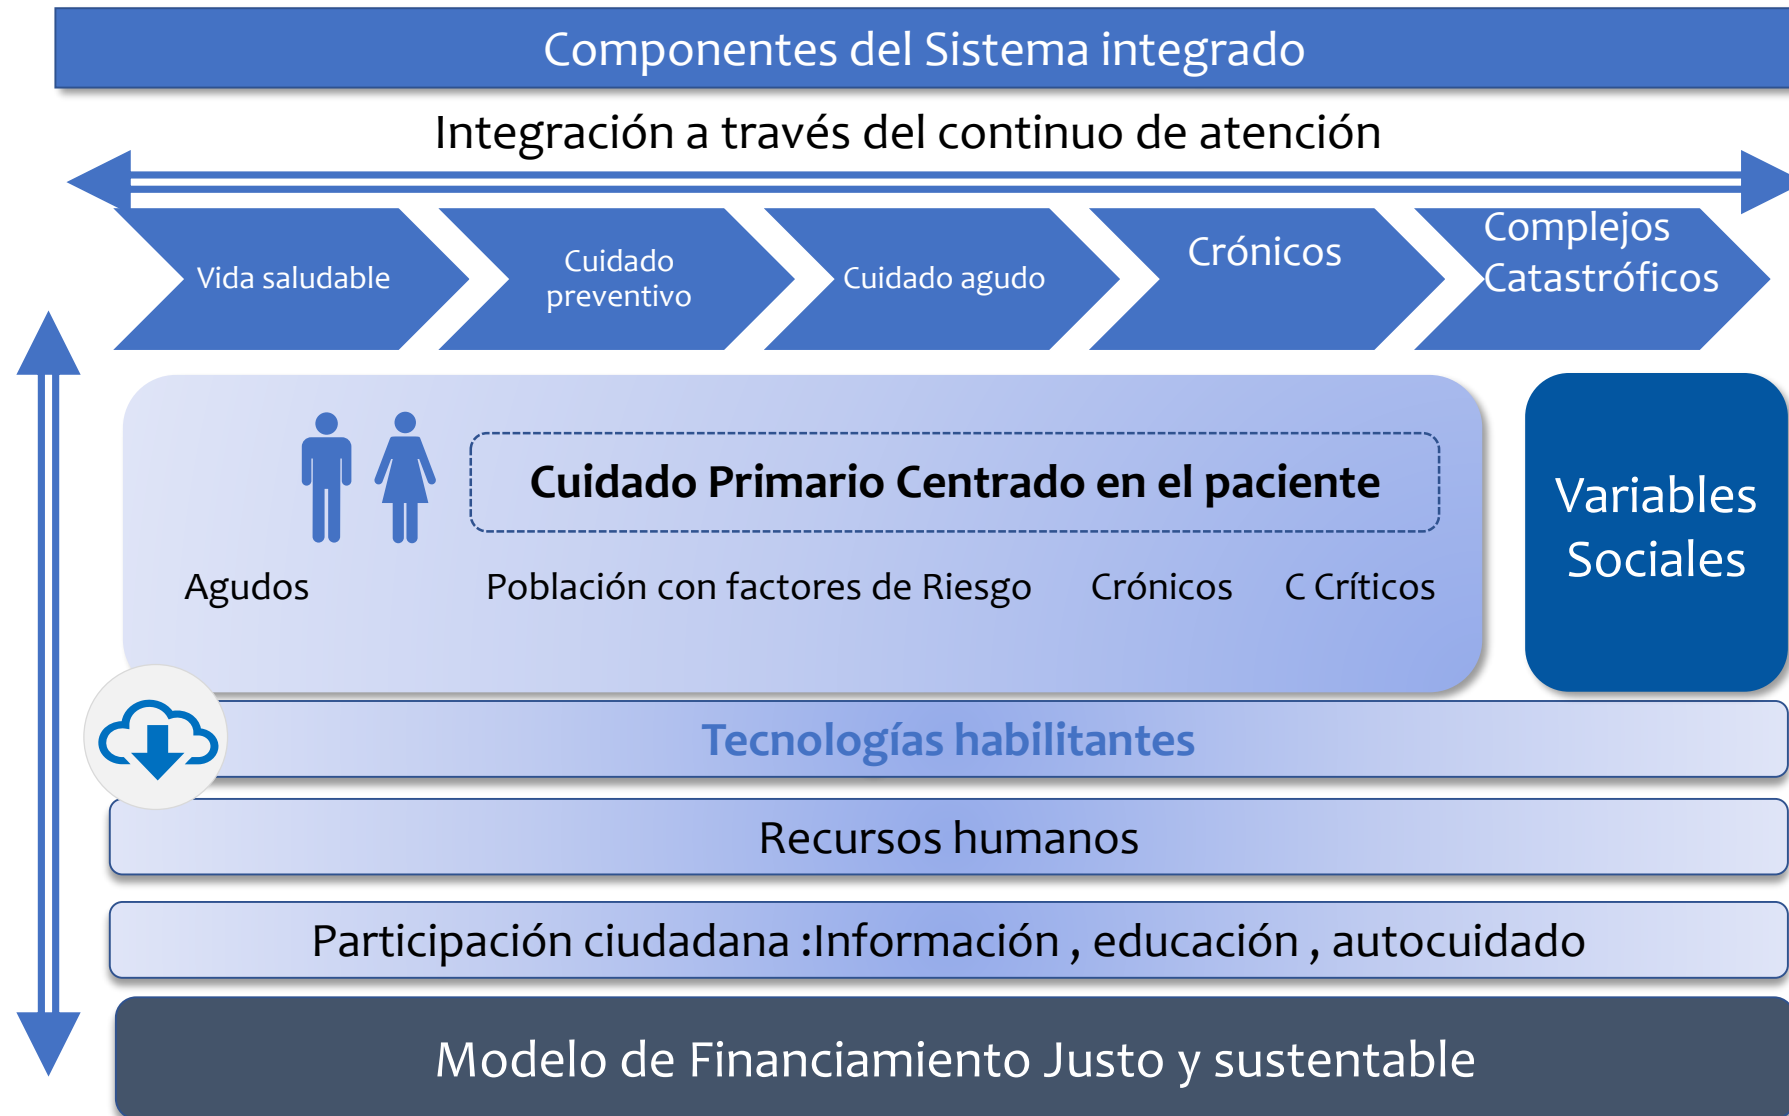 Componentes del Sistema integrado
Integración a través del continuo de atención
Vida saludable
Cuidado
preventivo
Cuidado agudo
Crónicos
Complejos
Catastróficos
Cuidado Primario Centrado en el paciente
Agudos
Población con factores de Riesgo
Crónicos
C Críticos
Variables
Sociales
Tecnologías habilitantes
Recursos humanos
Participación ciudadana :Información , educación , autocuidado
Modelo de Financiamiento Justo y sustentable